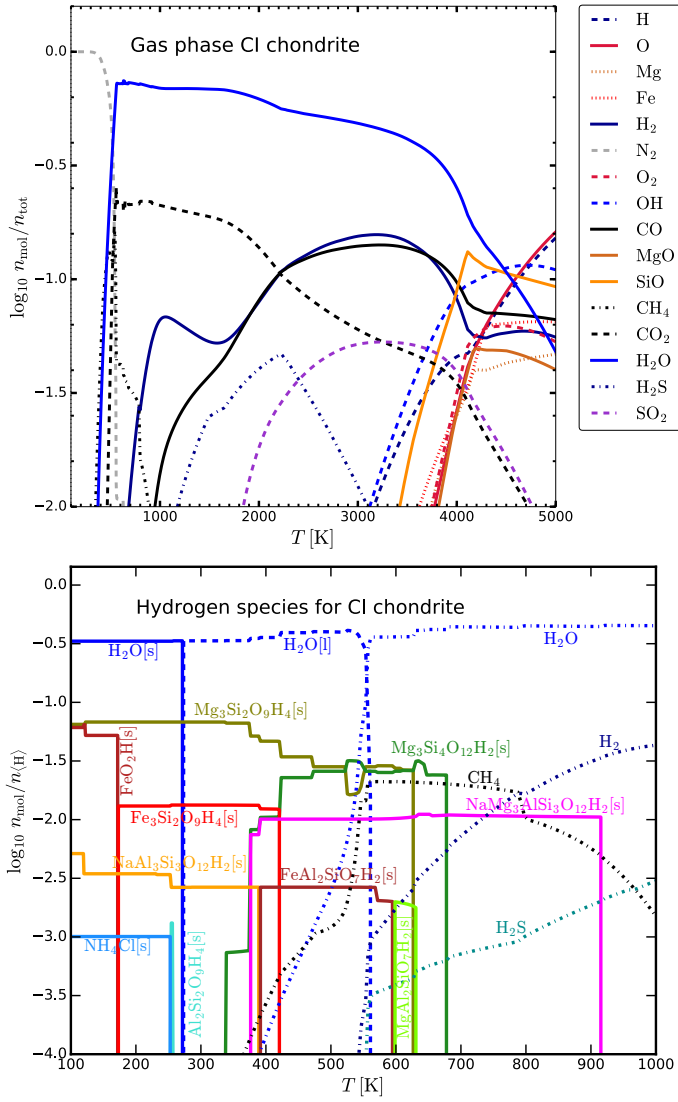 Gas phase CI chondrite
0.0
−0.5
−1.0
−1.5
−2.0
log₁₀ n_mol/n_tot
1000
2000
3000
4000
5000
T [K]
H
O
Mg
Fe
H₂
N₂
O₂
OH
CO
MgO
SiO
CH₄
CO₂
H₂O
H₂S
SO₂
Hydrogen species for CI chondrite
0.0
−0.5
−1.0
−1.5
−2.0
−2.5
−3.0
−3.5
−4.0
log₁₀ n_mol/n_⟨H⟩
H₂O[s]
H₂O[l]
H₂O
Mg₃Si₂O₉H₄[s]
FeO₂H[s]
Mg₃Si₄O₁₂H₂[s]
H₂
CH₄
Fe₃Si₂O₉H₄[s]
NaMg₃AlSi₃O₁₂H₂[s]
NaAl₃Si₃O₁₂H₂[s]
FeAl₂SiO₇H₂[s]
NH₄Cl[s]
Al₂Si₂O₉H₄[s]
MgAl₂SiO₇H₂[s]
H₂S
100
200
300
400
500
600
700
800
900
1000
T [K]